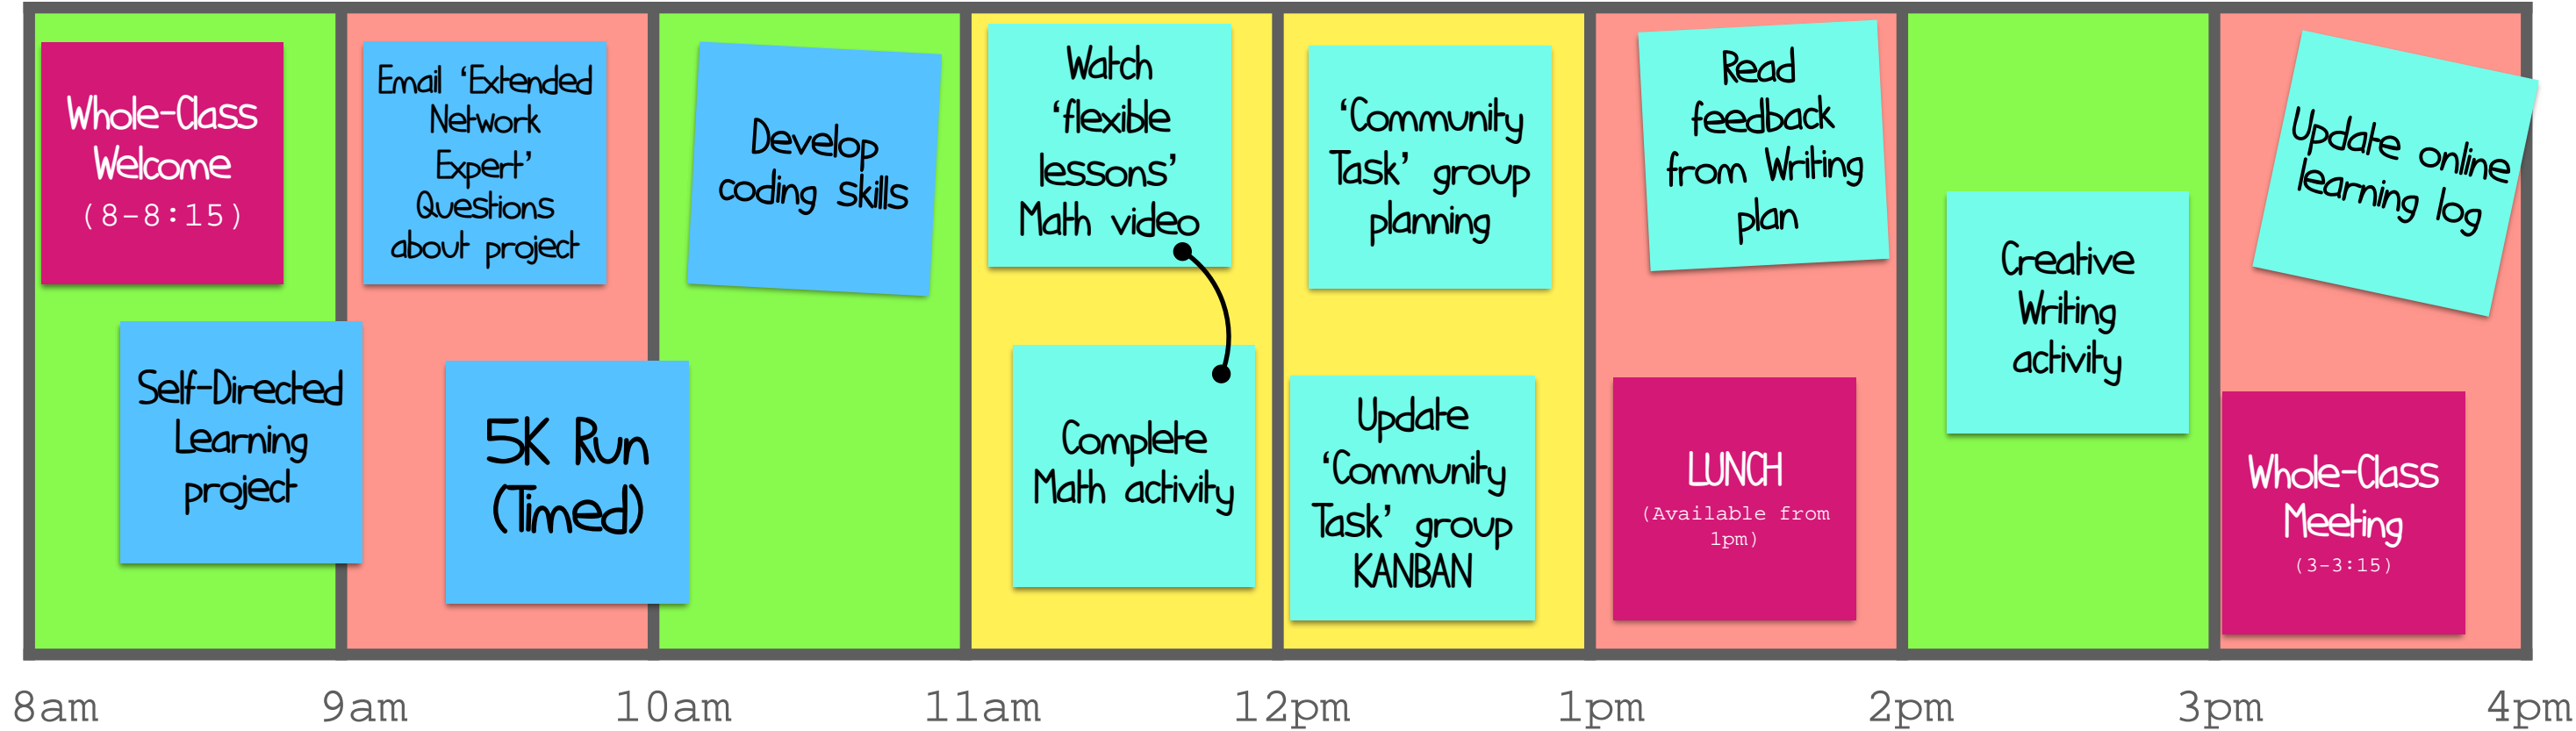 Whole-Class
Welcome
(8-8:15)
Self-Directed
Learning
project
Email ‘Extended
Network
Expert’
Questions
about project
5K Run
(Timed)
Develop
coding skills
Watch
‘flexible
lessons’
Math video
Complete
Math activity
‘Community
Task’ group
planning
Update
‘Community
Task’ group
KANBAN
Read
feedback
from Writing
plan
LUNCH
(Available from
1pm)
Creative
Writing
activity
Update online
learning log
Whole-Class
Meeting
(3-3:15)
8am 9am 10am 11am 12pm 1pm 2pm 3pm 4pm